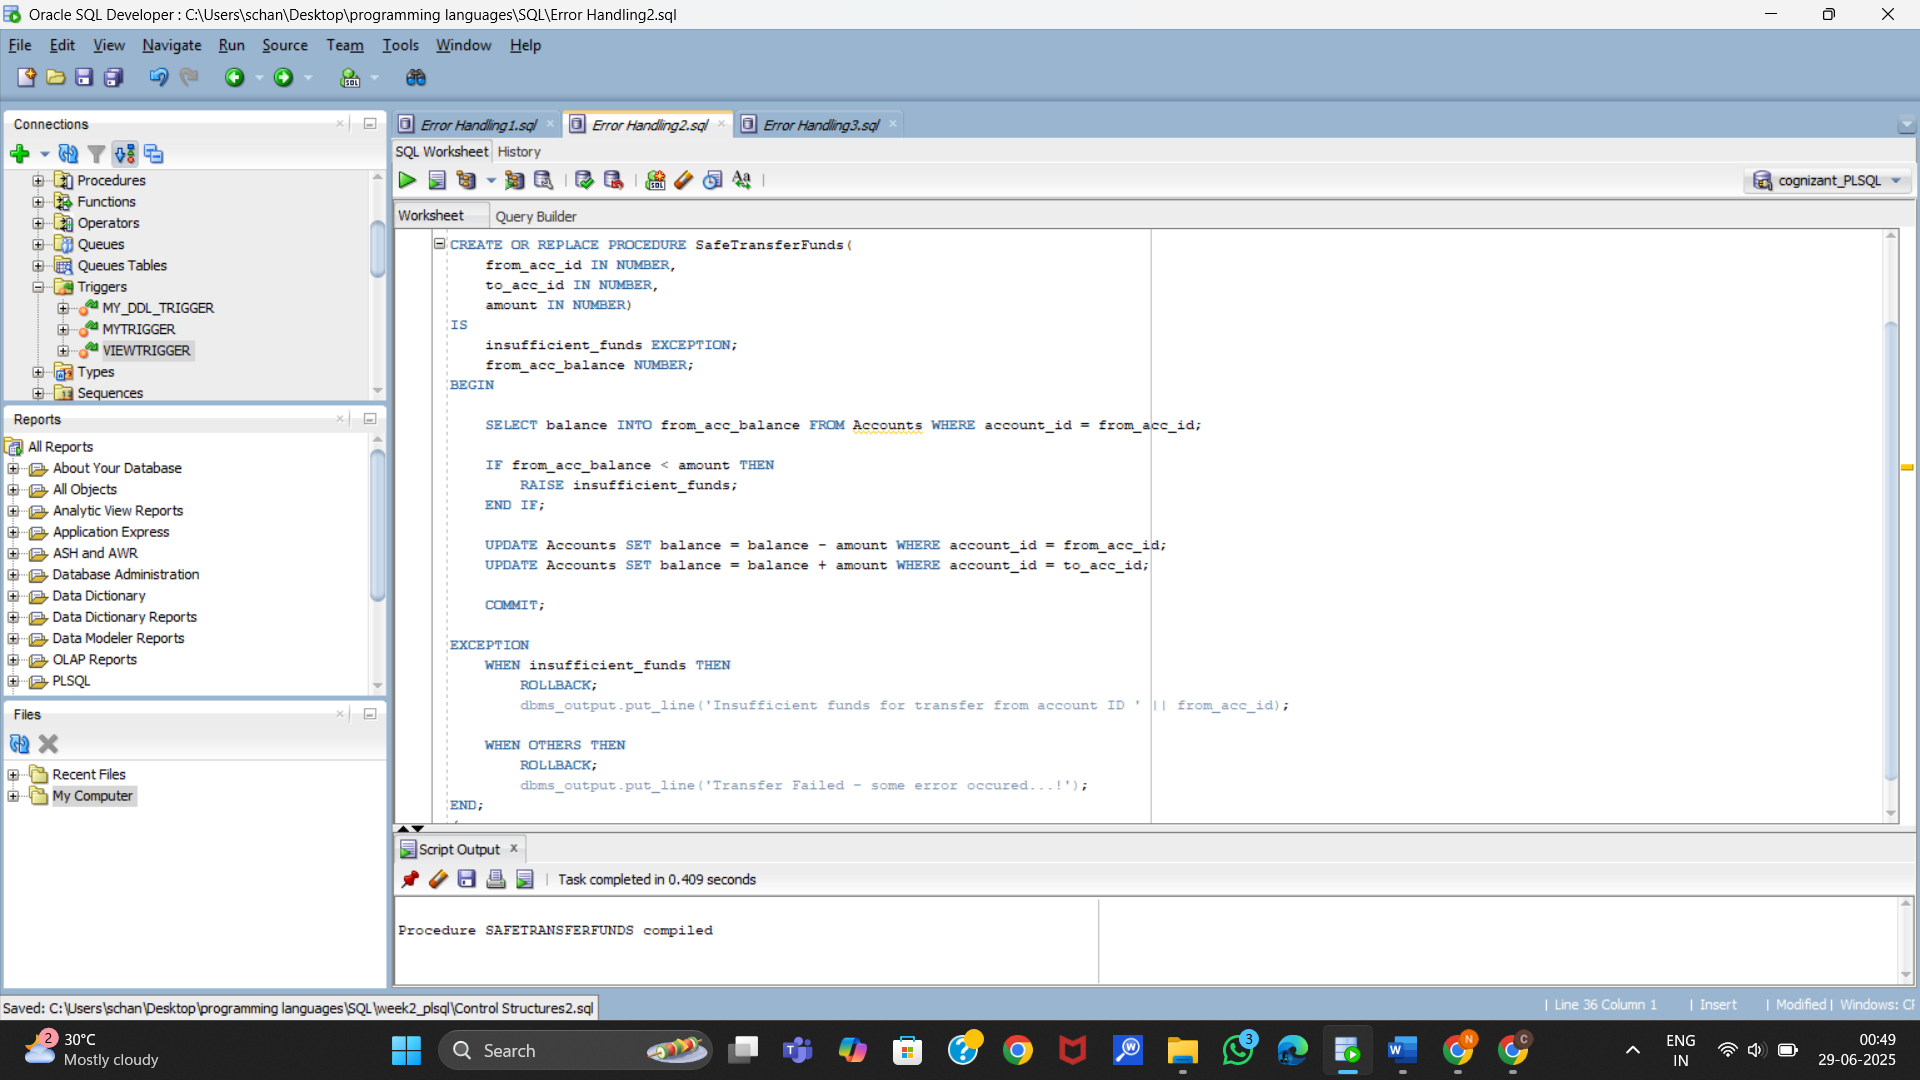 Oracle SQL Developer : C:\Users\schan\Desktop\programming languages\SQL\Error Handling2.sql
File Edit View Navigate Run Source Team Tools Window Help
Connections
Procedures
Functions
Operators
Queues
Queues Tables
Triggers
MY_DDL_TRIGGER
MYTRIGGER
VIEWTRIGGER
Types
Sequences
Reports
All Reports
About Your Database
All Objects
Analytic View Reports
Application Express
ASH and AWR
Database Administration
Data Dictionary
Data Dictionary Reports
Data Modeler Reports
OLAP Reports
PLSQL
Files
Recent Files
My Computer
Error Handling1.sql Error Handling2.sql Error Handling3.sql
SQL Worksheet History
cognizant_PLSQL
Worksheet Query Builder
CREATE OR REPLACE PROCEDURE SafeTransferFunds(
from_acc_id IN NUMBER,
to_acc_id IN NUMBER,
amount IN NUMBER)
IS
insufficient_funds EXCEPTION;
from_acc_balance NUMBER;
BEGIN
SELECT balance INTO from_acc_balance FROM Accounts WHERE account_id = from_acc_id;
IF from_acc_balance < amount THEN
RAISE insufficient_funds;
END IF;
UPDATE Accounts SET balance = balance - amount WHERE account_id = from_acc_id;
UPDATE Accounts SET balance = balance + amount WHERE account_id = to_acc_id;
COMMIT;
EXCEPTION
WHEN insufficient_funds THEN
ROLLBACK;
dbms_output.put_line('Insufficient funds for transfer from account ID ' || from_acc_id);
WHEN OTHERS THEN
ROLLBACK;
dbms_output.put_line('Transfer Failed - some error occured...!');
END;
Script Output
Task completed in 0.409 seconds
Procedure SAFETRANSFERFUNDS compiled
Saved: C:\Users\schan\Desktop\programming languages\SQL\week2_plsql\Control Structures2.sql
Line 36 Column 1 | Insert | Modified | Windows:
2
30°C
Mostly cloudy
Search
3
N
C
ENG
IN
00:49
29-06-2025